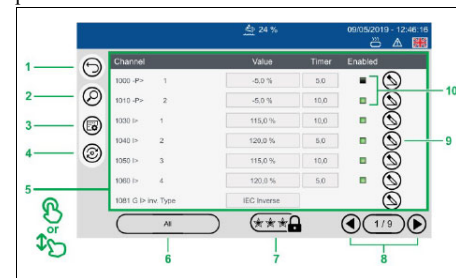 24 %
09/05/2019 - 12:46:16
Channel Value Timer Enabled
1000 -P> 1 -5,0 % 5,0
1010 -P> 2 -5,0 % 10,0
1030 I> 1 115,0 % 10,0
1040 I> 2 120,0 % 5,0
1050 I> 3 115,0 % 10,0
1060 I> 4 120,0 % 5,0
1081 G I> inv. Type IEC Inverse
All
1 / 9
1
2
3
4
5
or
6
7
8
9
10